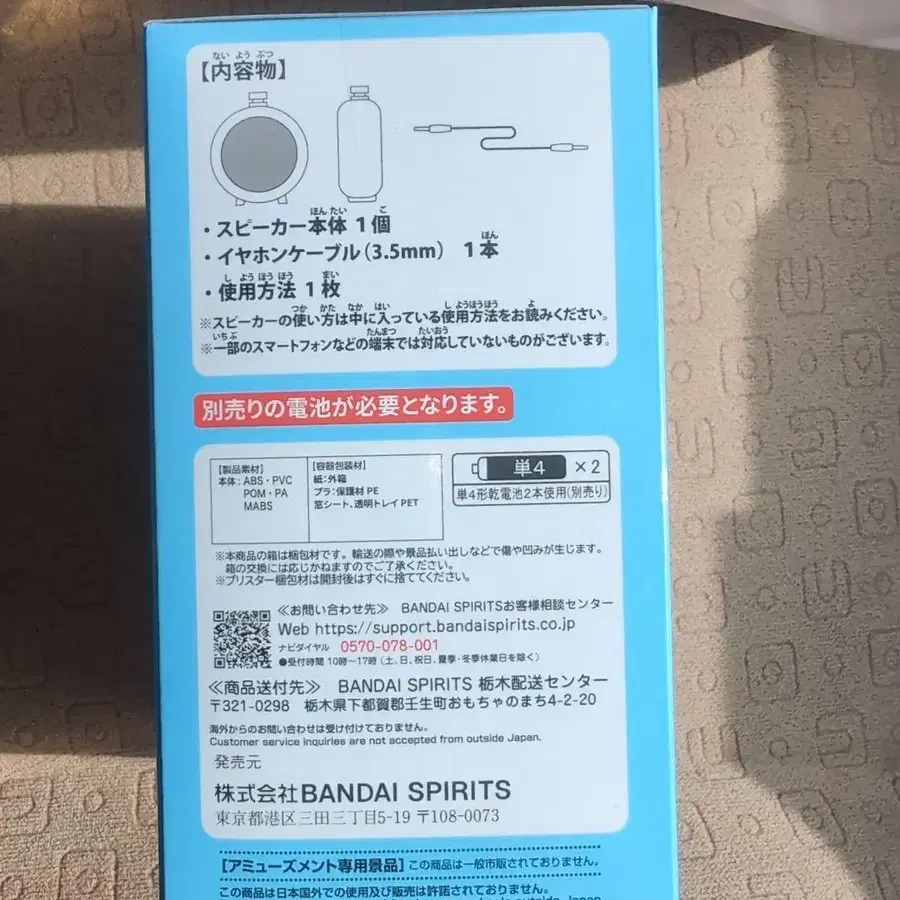 【内容物】
・スピーカー本体 1個
・イヤホンケーブル(3.5mm) 1本
・使用方法 1枚
※スピーカーの使い方は中に入っている使用方法をお読みください。
※一部のスマートフォンなどの端末では対応していないものがございます。
別売りの電池が必要となります。
【製品素材】
本体:ABS・PVC
POM・PA
MABS
【容器包装材】
紙:外箱
プラ:保護材 PE
窓シート、透明トレイ PET
単4 ×2
単4形乾電池2本使用(別売り)
※本商品の箱は梱包材です。輸送の際や景品払い出しなどで傷や凹みが生じます。
箱の交換には応じかねますのでご了承ください。
※ブリスター梱包材は開封後はすぐに捨ててください。
≪お問い合わせ先≫ BANDAI SPIRITSお客様相談センター
Web https://support.bandaispirits.co.jp
ナビダイヤル 0570-078-001
●受付時間 10時~17時(土、日、祝日、夏季・冬季休業日を除く)
≪商品送付先≫ BANDAI SPIRITS 栃木配送センター
〒321-0298 栃木県下都賀郡壬生町おもちゃのまち4-2-20
海外からのお問い合わせは受け付けておりません。
Customer service inquiries are not accepted from outside Japan.
発売元
株式会社BANDAI SPIRITS
東京都港区三田三丁目5-19 〒108-0073
【アミューズメント専用景品】この商品は一般市販されておりません。
この商品は日本国外での使用及び販売は許諾されておりません。
outside Japan